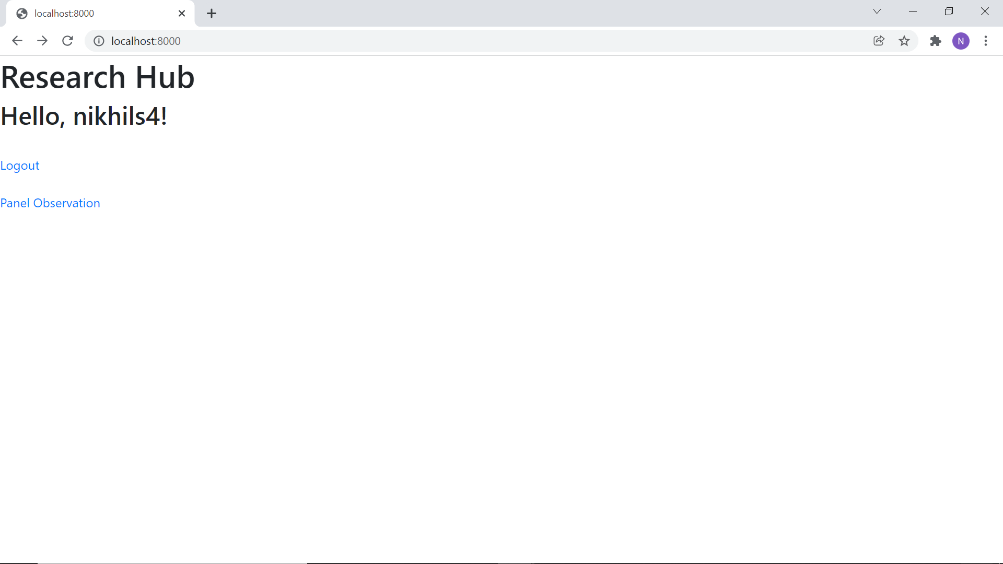 localhost:8000
localhost:8000
N
Research Hub
Hello, nikhils4!
Logout
Panel Observation